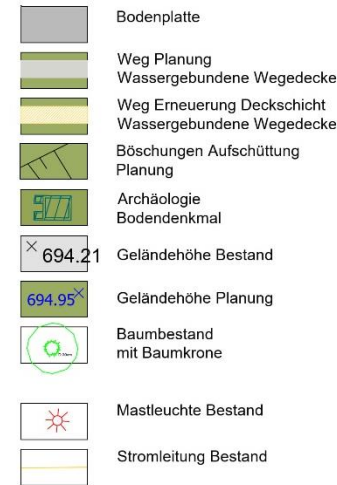 Bodenplatte
Weg Planung
Wassergebundene Wegedecke
Weg Erneuerung Deckschicht
Wassergebundene Wegedecke
Böschungen Aufschüttung
Planung
Archäologie
Bodendenkmal
694.21 Geländehöhe Bestand
694.95 Geländehöhe Planung
Baumbestand
mit Baumkrone
Mastleuchte Bestand
Stromleitung Bestand